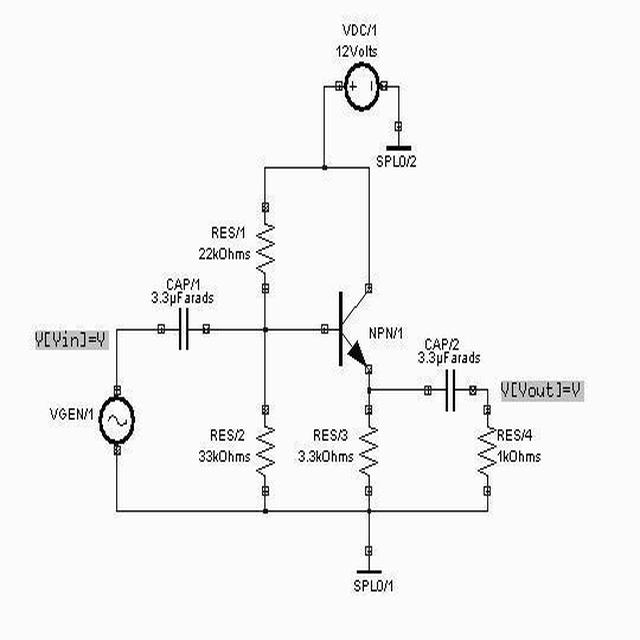 VDC/1
12Volts
+
SPL0/2
RES/1
22kOhms
CAP/1
3.3µFarads
V[Vin]=V
NPN/1
CAP/2
3.3µFarads
V[Vout]=V
VGEN/1
RES/2
33kOhms
RES/3
3.3kOhms
RES/4
1kOhms
SPL0/1